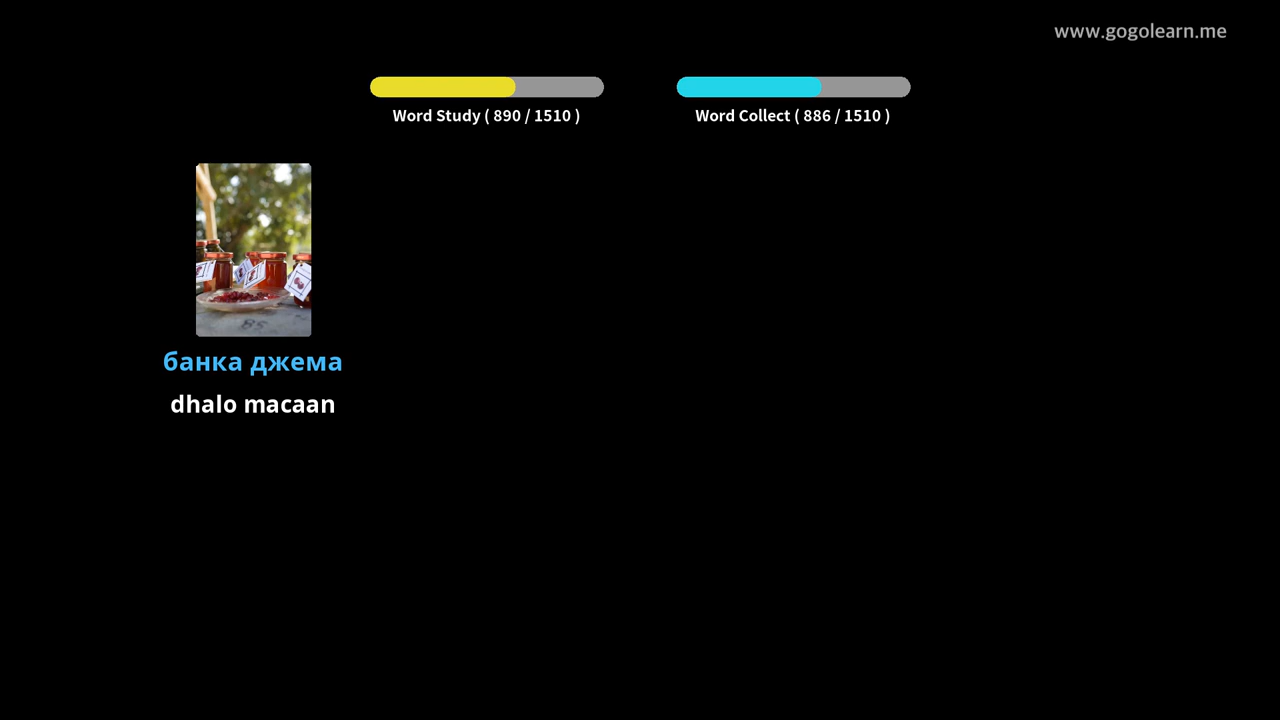 www.gogolearn.me
Word Study ( 890 / 1510 )
Word Collect ( 886 / 1510 )
банка джема
dhalo macaan